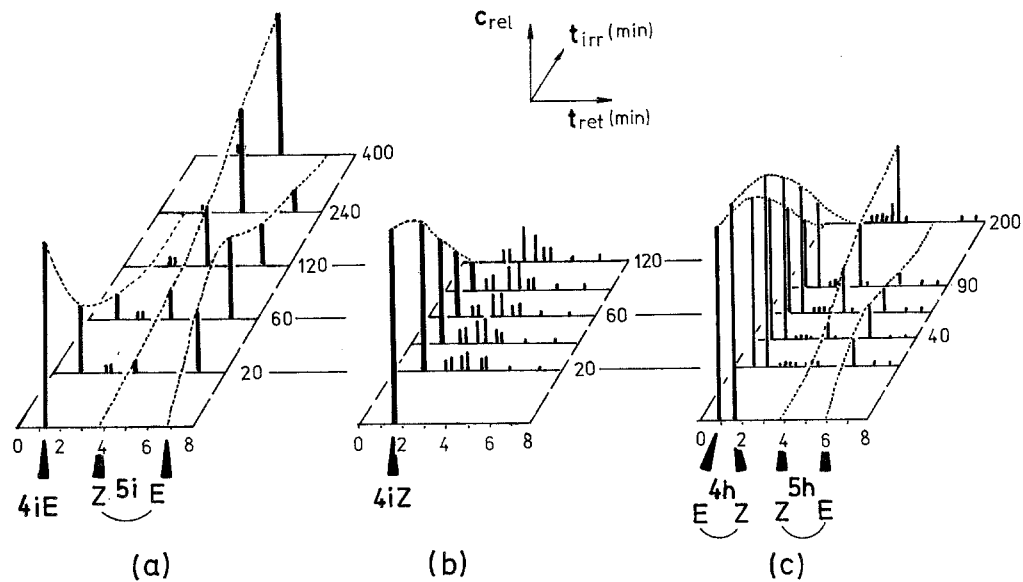 c rel
t irr (min)
t ret (min)
400
240
120
60
20
0 2 4 6 8
4iE
Z 5i E
(a)
120
60
20
0 2 4 6 8
4iZ
(b)
200
90
40
0 2 4 6 8
4h 5h
E Z Z E
(c)